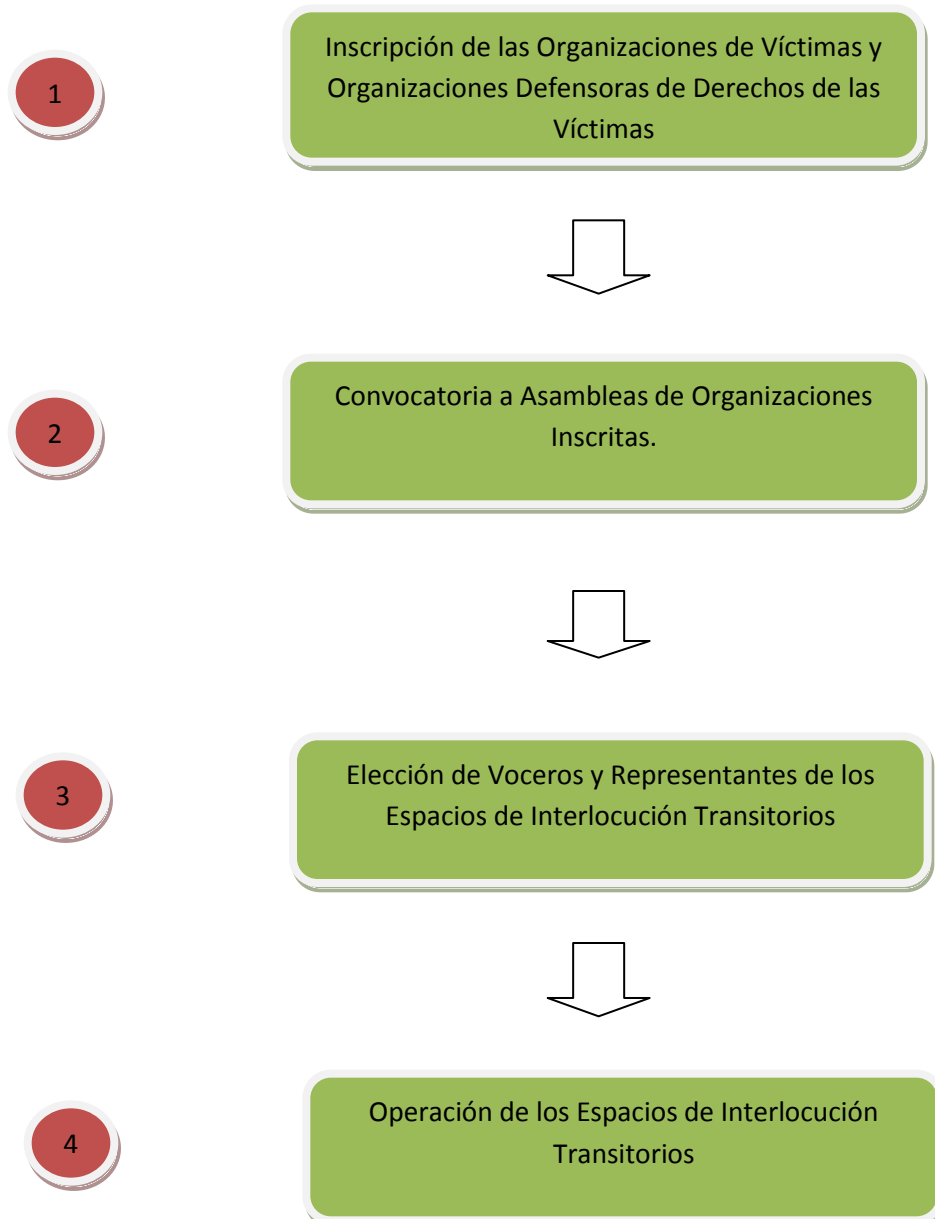 1
Inscripción de las Organizaciones de Víctimas y
Organizaciones Defensoras de Derechos de las
Víctimas
2
Convocatoria a Asambleas de Organizaciones
Inscritas.
3
Elección de Voceros y Representantes de los
Espacios de Interlocución Transitorios
4
Operación de los Espacios de Interlocución
Transitorios